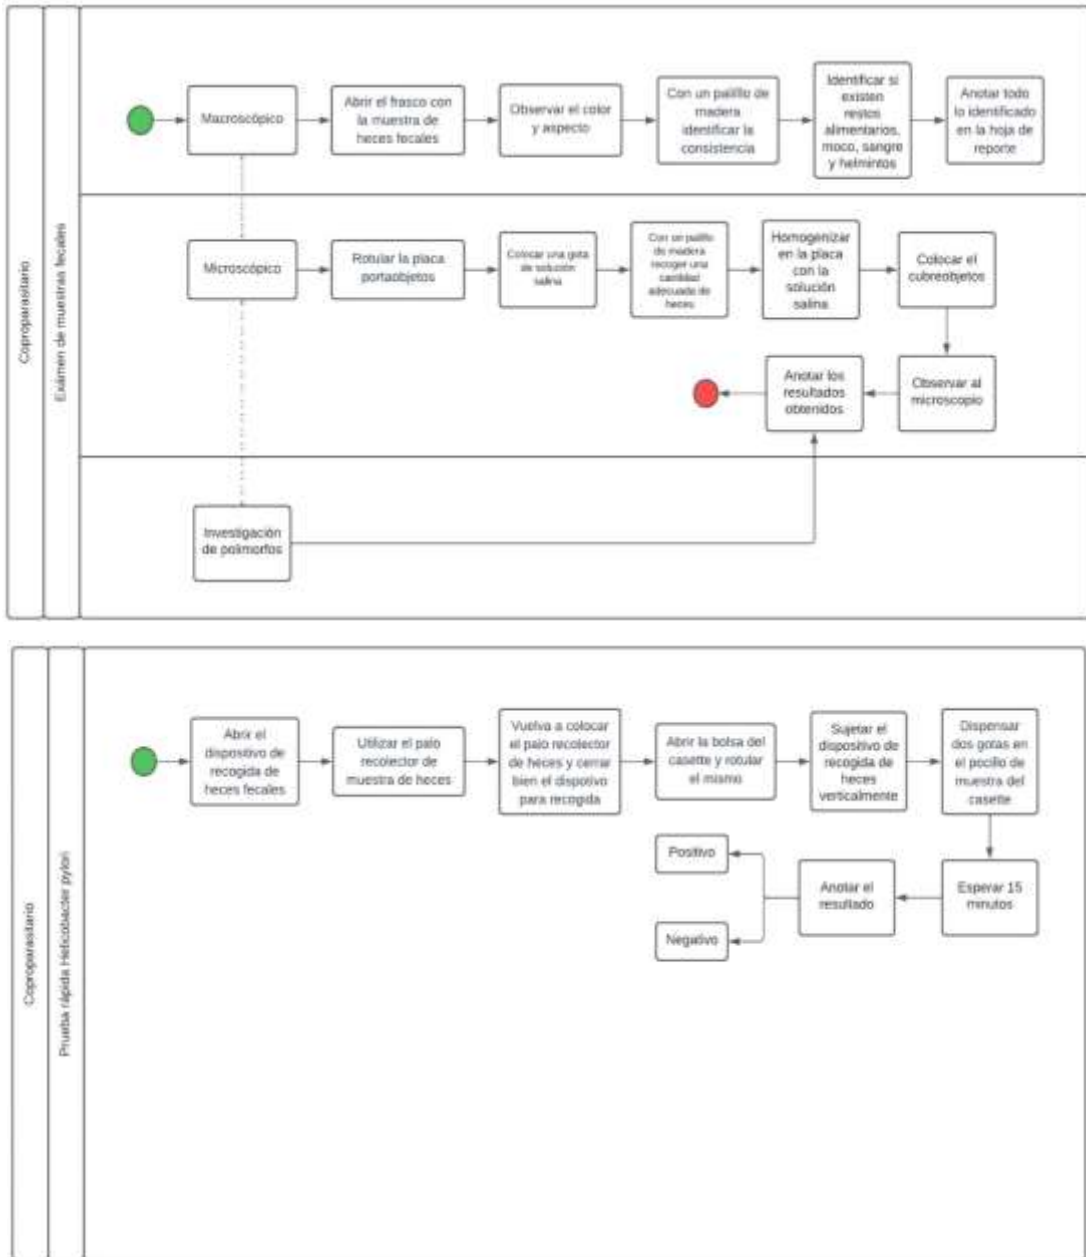 Coproparasitario
Exámen de muestras fecales
Macroscópico
Abrir el frasco con
la muestra de
heces fecales
Observar el color
y aspecto
Con un palillo de
madera
identificar la
consistencia
Identificar si
existen
restos
alimentarios,
moco, sangre
y helmintos
Anotar todo
lo identificado
en la hoja de
reporte
Microscópico
Rotular la placa
portaobjetos
Colocar una gota
de solución
salina
Con un palillo
de madera
recoger una
cantidad
adecuada de
heces
Homogenizar
en la placa
con la
solución
salina
Colocar el
cubreobjetos
Anotar los
resultados
obtenidos
Observar al
microscopio
Investigación
de polimorfos
Coproparasitario
Prueba rápida Helicobacter pylori
Abrir el
dispositivo de
recogida de
heces fecales
Utilizar el palo
recolector de
muestra de heces
Vuelva a colocar
el palo recolector
de heces y cerrar
bien el dispotivo
para recogida
Abrir la bolsa del
casette y rotular
el mismo
Sujetar el
dispositivo de
recogida de
heces
verticalmente
Dispensar
dos gotas en
el pocillo de
muestra del
casette
Positivo
Anotar el
resultado
Esperar 15
minutos
Negativo